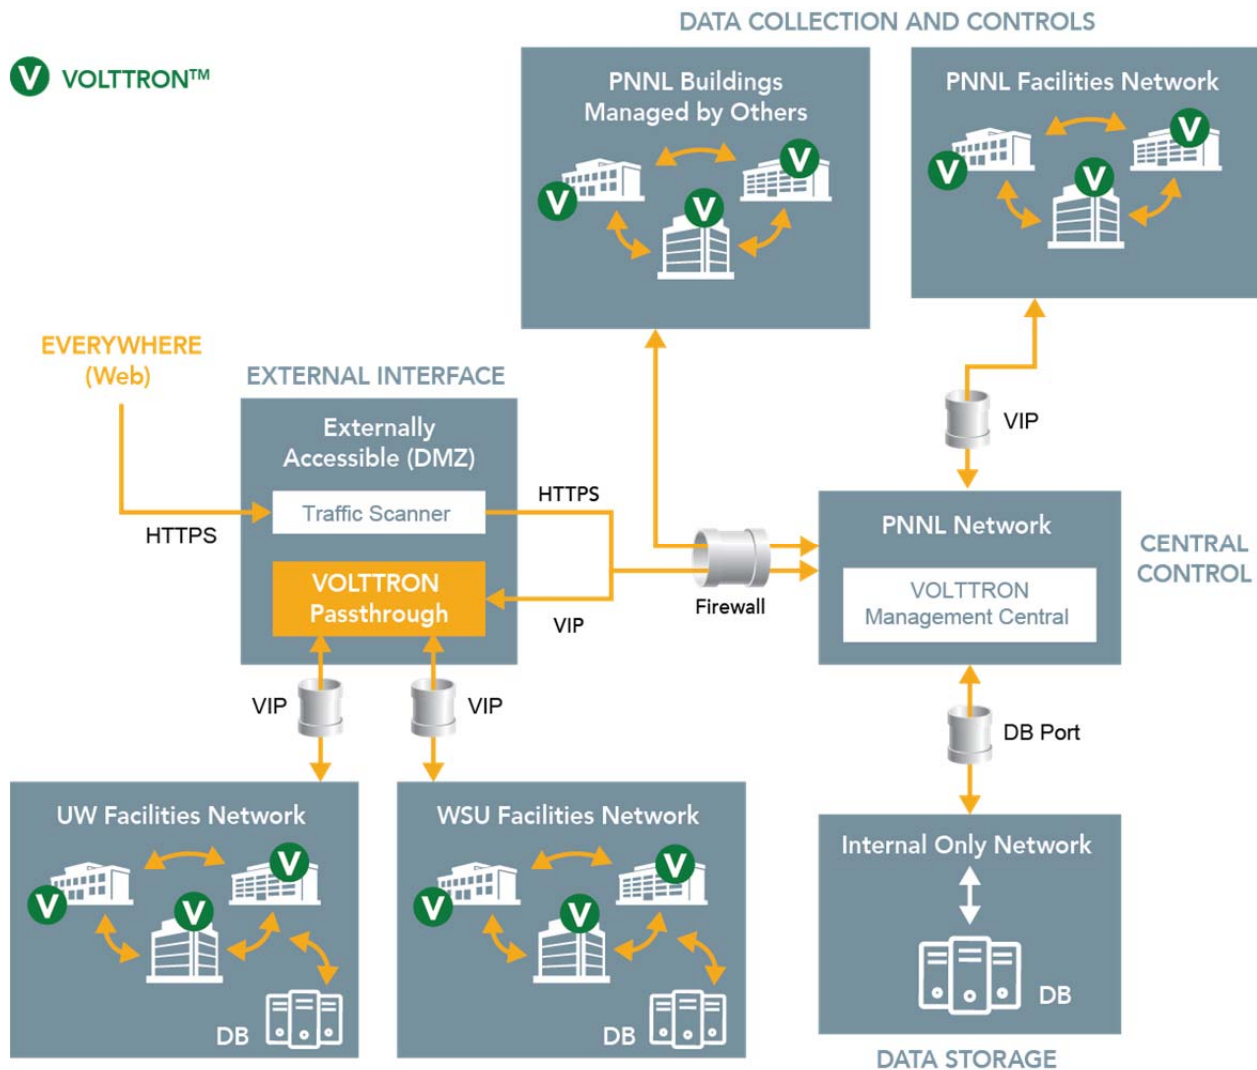 DATA COLLECTION AND CONTROLS
V VOLTTRON™
PNNL Buildings
Managed by Others
V
V
V
PNNL Facilities Network
V
V
V
EVERYWHERE
(Web)
EXTERNAL INTERFACE
Externally
Accessible (DMZ)
HTTPS
Traffic Scanner
HTTPS
VOLTTRON
Passthrough
VIP
Firewall
VIP
PNNL Network
VOLTTRON
Management Central
CENTRAL
CONTROL
VIP
VIP
DB Port
UW Facilities Network
V
V
V
DB
WSU Facilities Network
V
V
V
DB
Internal Only Network
DB
DATA STORAGE